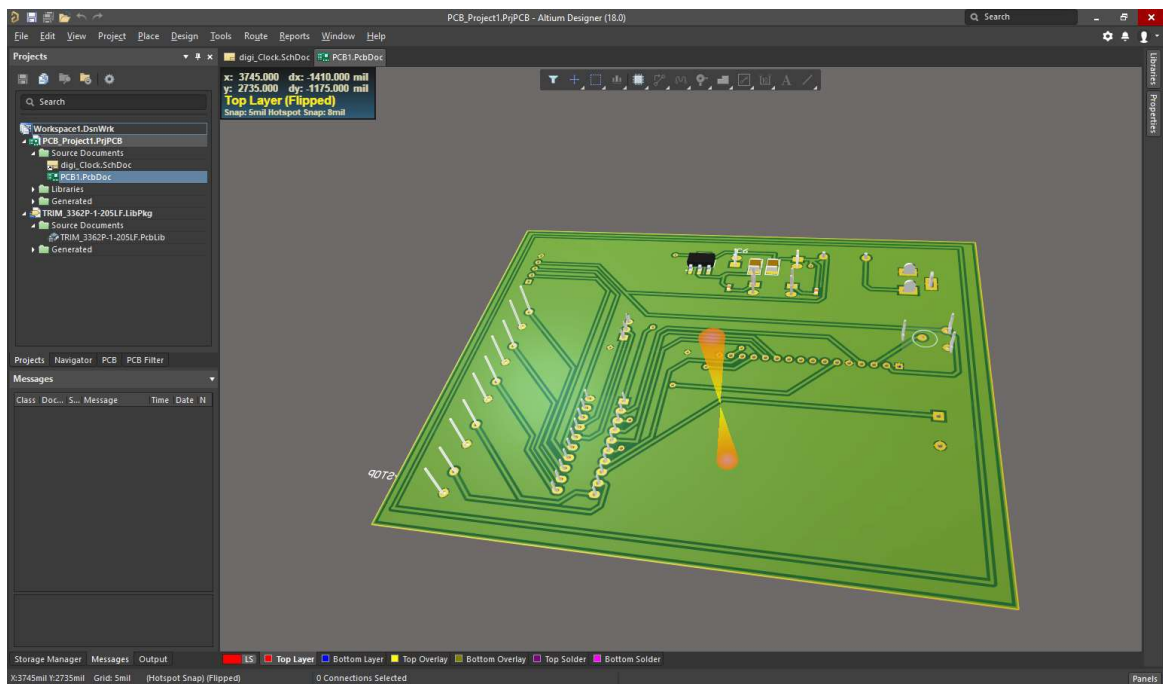 PCB_Project1.PrjPCB - Altium Designer (18.0)
Search
File Edit View Project Place Design Tools Route Reports Window Help
Projects
digi_Clock.SchDoc
PCB1.PcbDoc
x: 3745.000 dx: -1410.000 mil
y: 2735.000 dy: -1175.000 mil
Top Layer (Flipped)
Snap: 5mil Hotspot Snap: 8mil
Search
Workspace1.DsnWrk
PCB_Project1.PrjPCB
Source Documents
digi_Clock.SchDoc
PCB1.PcbDoc
Libraries
Generated
TRIM_3362P-1-205LF.LibPkg
Source Documents
TRIM_3362P-1-205LF.PcbLib
Generated
Libraries
Properties
Projects Navigator PCB PCB Filter
Messages
Class Doc... S... Message Time Date N
Storage Manager Messages Output
LS Top Layer Bottom Layer Top Overlay Bottom Overlay Top Solder Bottom Solder
X:3745mil Y:2735mil Grid: 5mil (Hotspot Snap) (Flipped) 0 Connections Selected
Panels